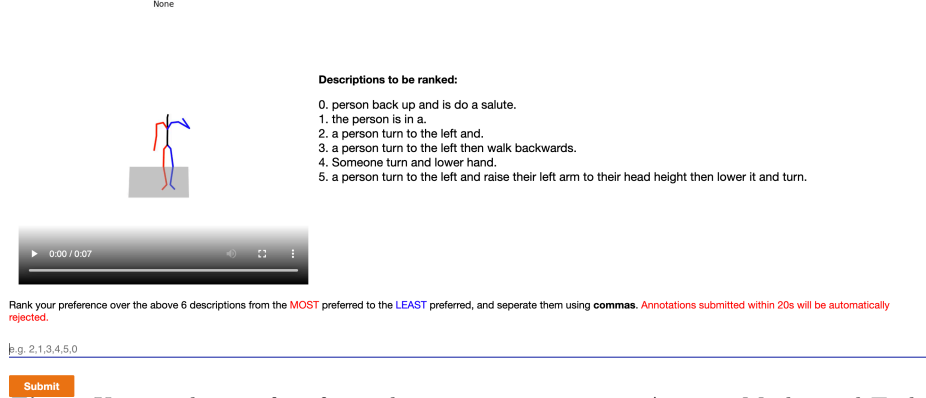 None
Descriptions to be ranked:
0. person back up and is do a salute.
1. the person is in a.
2. a person turn to the left and.
3. a person turn to the left then walk backwards.
4. Someone turn and lower hand.
5. a person turn to the left and raise their left arm to their head height then lower it and turn.
0:00 / 0:07
Rank your preference over the above 6 descriptions from the MOST preferred to the LEAST preferred, and seperate them using commas. Annotations submitted within 20s will be automatically
rejected.
e.g. 2,1,3,4,5,0
Submit